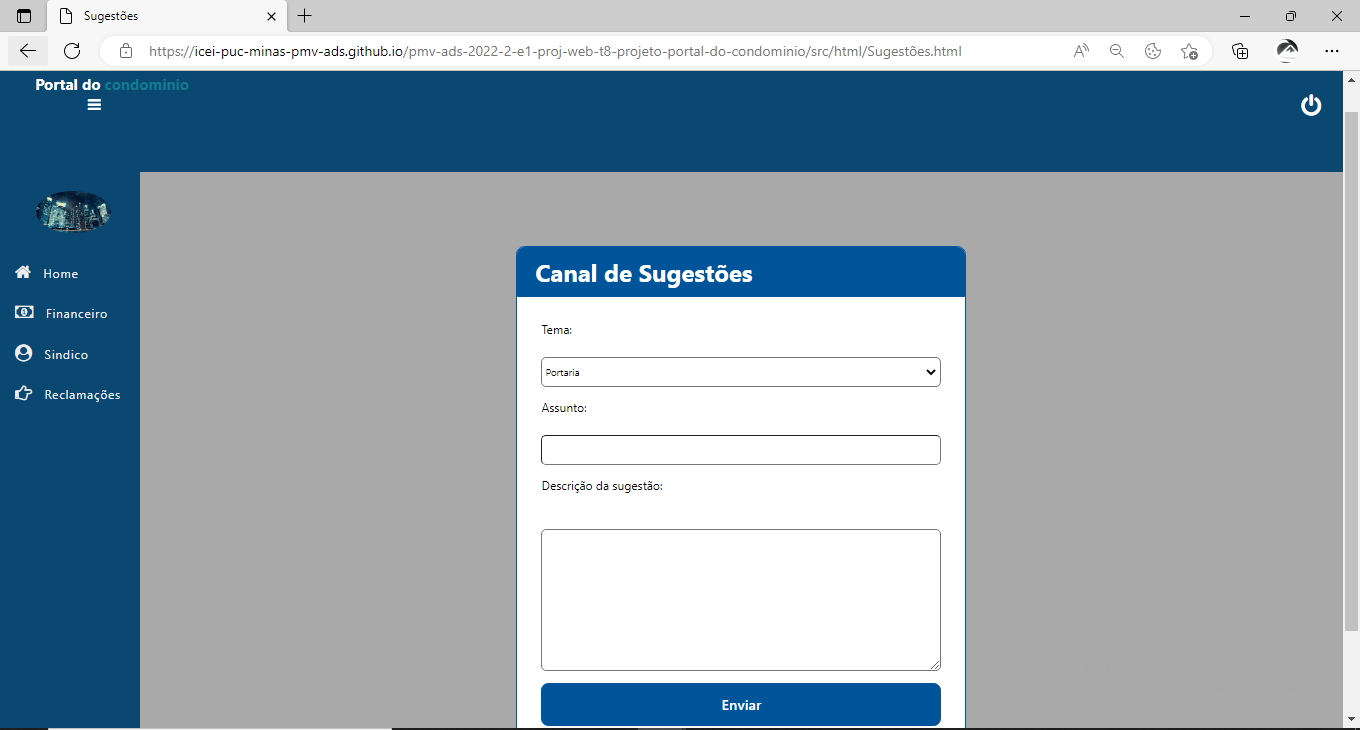 Sugestões
https://icei-puc-minas-pmv-ads.github.io/pmv-ads-2022-2-e1-proj-web-t8-projeto-portal-do-condominio/src/html/Sugestões.html
Portal do condominio
Home
Financeiro
Sindico
Reclamações
Canal de Sugestões
Tema:
Portaria
Assunto:
Descrição da sugestão:
Enviar